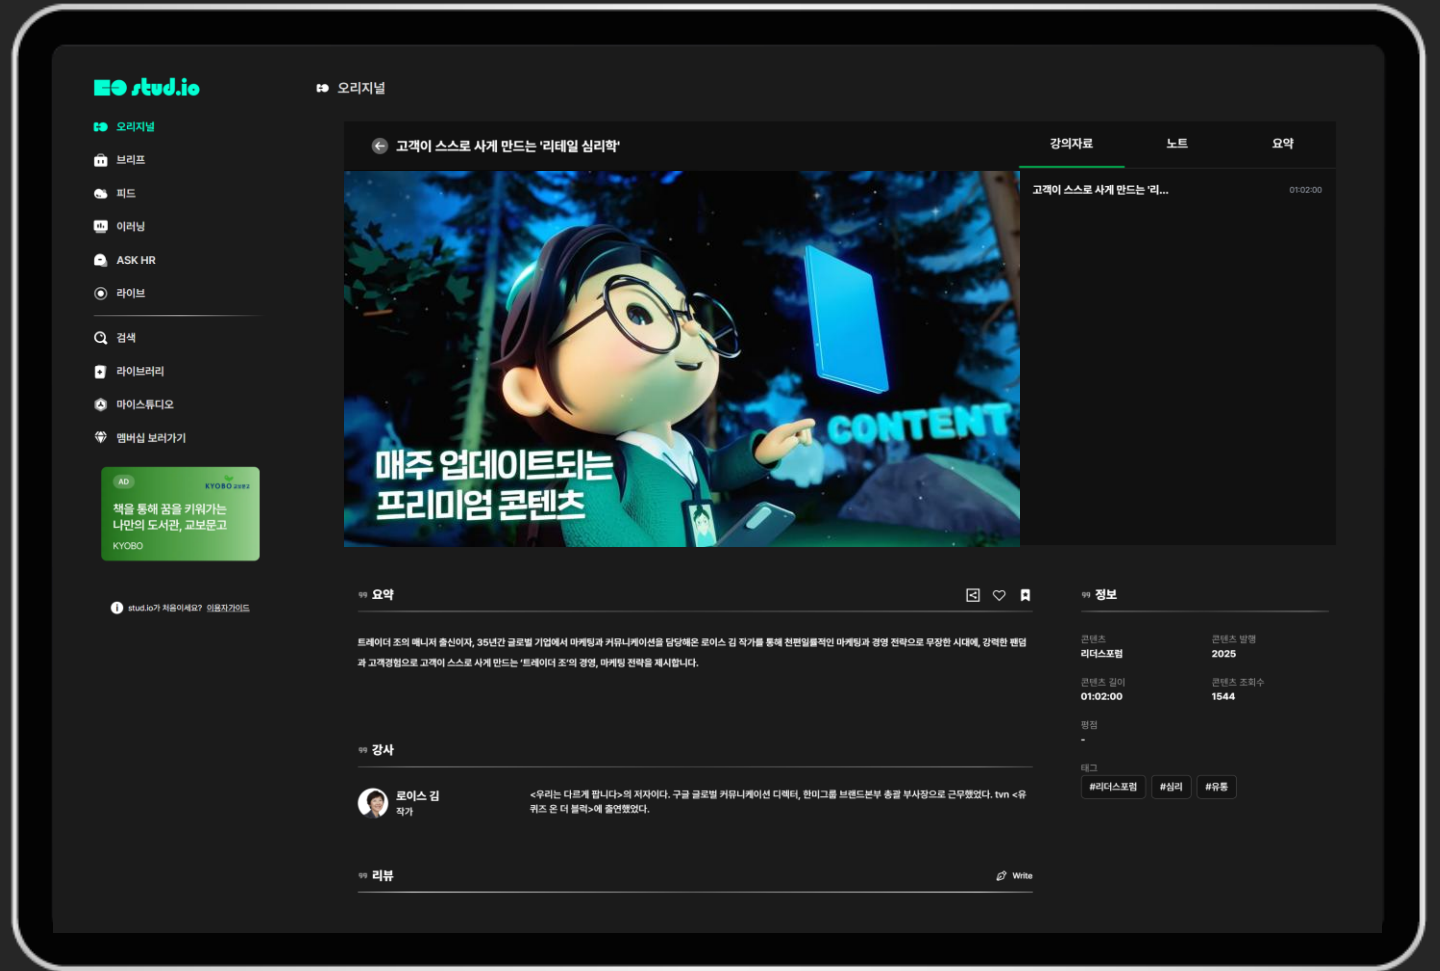 stud.io
오리지널
브리프
피드
이러닝
ASK HR
라이브
검색
라이브러리
마이스튜디오
멤버십 보러가기
AD
KYOBO 교보문고
책을 통해 꿈을 키워가는
나만의 도서관, 교보문고
KYOBO
stud.io가 처음이세요? 이용자가이드
오리지널
고객이 스스로 사게 만드는 '리테일 심리학'
강의자료 노트 요약
고객이 스스로 사게 만드는 '리... 01:02:00
CONTENT
매주 업데이트되는
프리미엄 콘텐츠
요약
트레이더 조의 매니저 출신이자, 35년간 글로벌 기업에서 마케팅과 커뮤니케이션을 담당해온 로이스 김 작가를 통해 천편일률적인 마케팅과 경영 전략으로 무장한 시대에, 강력한 팬덤
과 고객경험으로 고객이 스스로 사게 만드는 '트레이더 조'의 경영, 마케팅 전략을 제시합니다.
강사
로이스 김
작가
<우리는 다르게 팝니다>의 저자이다. 구글 글로벌 커뮤니케이션 디렉터, 한미그룹 브랜드본부 총괄 부사장으로 근무했었다. tvn <유
퀴즈 온 더 블럭>에 출연했었다.
리뷰
Write
정보
콘텐츠 콘텐츠 발행
리더스포럼 2025
콘텐츠 길이 콘텐츠 조회수
01:02:00 1544
평점
-
태그
#리더스포럼 #심리 #유통